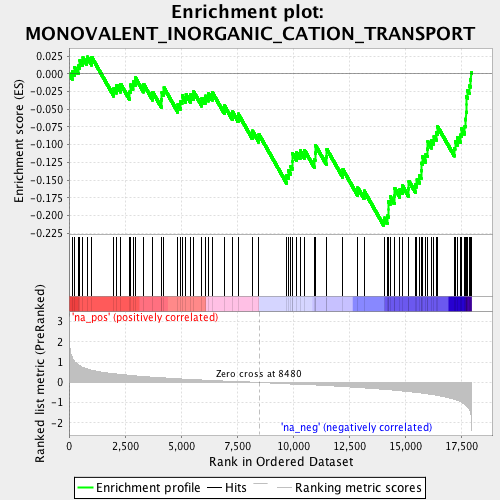 Enrichment plot:
MONOVALENT_INORGANIC_CATION_TRANSPORT
Enrichment score (ES)
0.025
0.000
-0.025
-0.050
-0.075
-0.100
-0.125
-0.150
-0.175
-0.200
-0.225
'na_pos' (positively correlated)
Ranked list metric (PreRanked)
3
2
1
0
-1
-2
Zero cross at 8480
'na_neg' (negatively correlated)
0 2,500 5,000 7,500 10,000 12,500 15,000 17,500
Rank in Ordered Dataset
Enrichment profile Hits Ranking metric scores